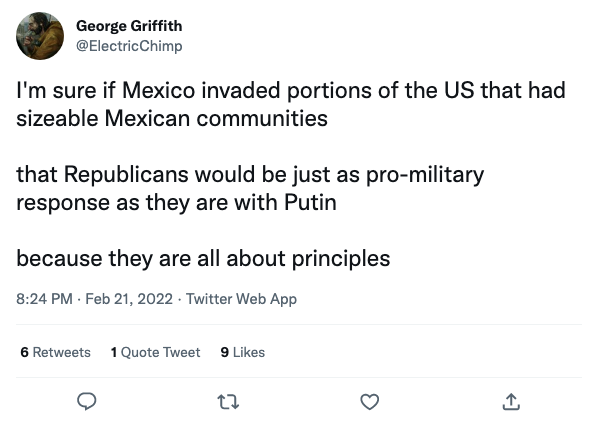 George Griffith
@ElectricChimp
I'm sure if Mexico invaded portions of the US that had
sizeable Mexican communities
that Republicans would be just as pro-military
response as they are with Putin
because they are all about principles
8:24 PM · Feb 21, 2022 · Twitter Web App
6 Retweets 1 Quote Tweet 9 Likes